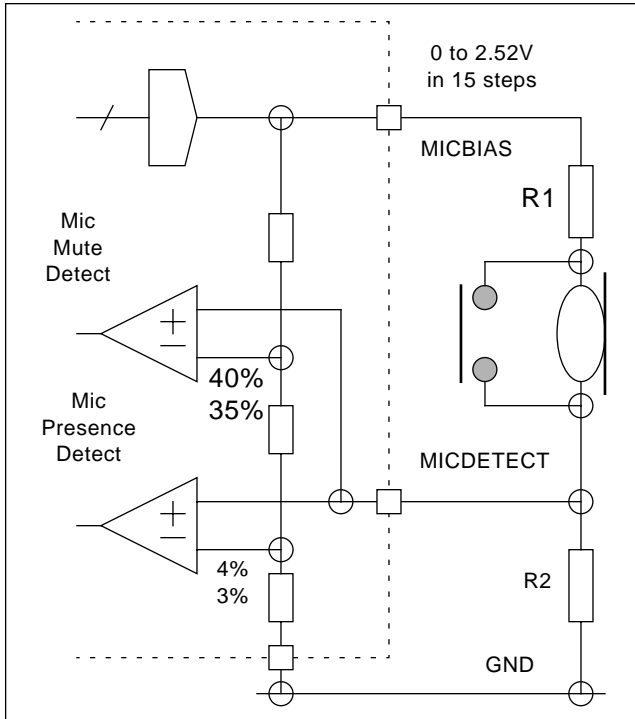 0 to 2.52V
in 15 steps
MICBIAS
R1
Mic
Mute
Detect
+
−
40%
35%
Mic
Presence
Detect
MICDETECT
+
−
4%
3%
R2
GND